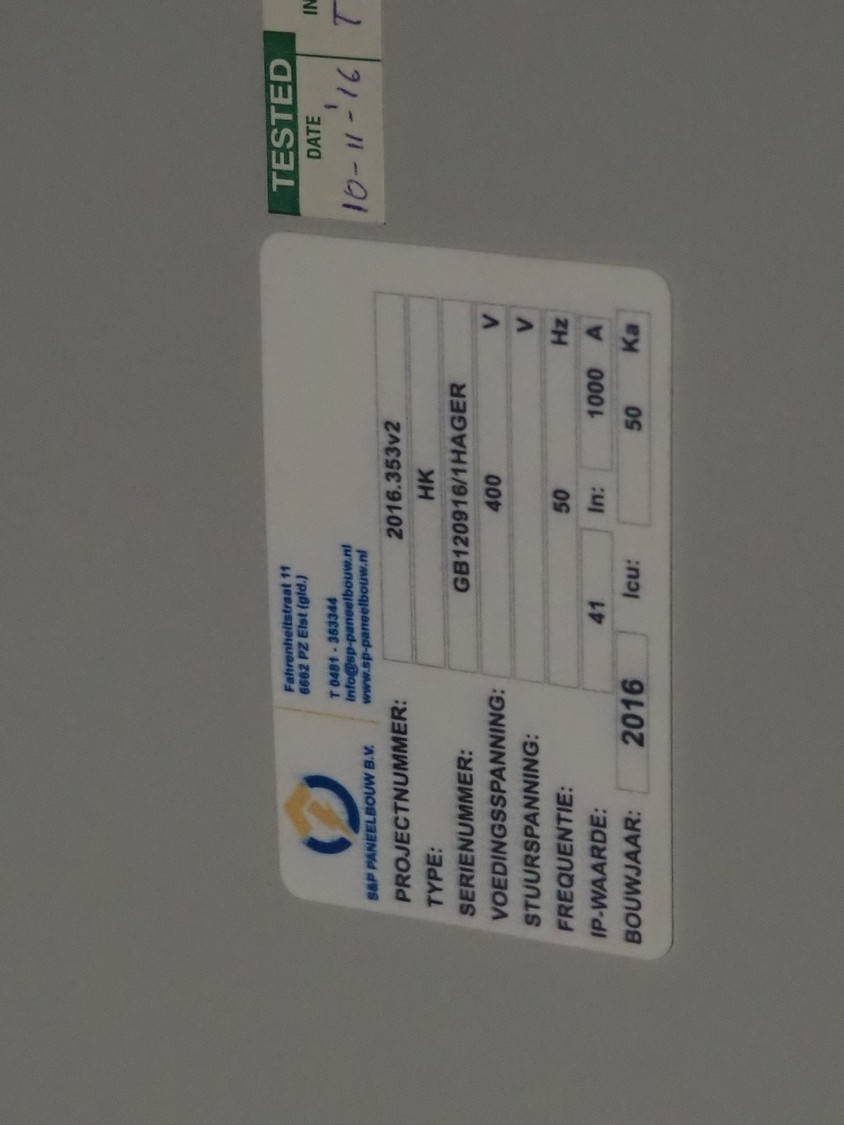 S&P PANEELBOUW B.V.
Fahrenheitstraat 11
6662 PZ Elst (gld.)
T 0481 - 353344
info@sp-paneelbouw.nl
www.sp-paneelbouw.nl
PROJECTNUMMER: 2016.353v2
TYPE: HK
SERIENUMMER: GB120916/1HAGER
VOEDINGSSPANNING: 400 V
STUURSPANNING: V
FREQUENTIE: 50 Hz
IP-WAARDE: 41 In: 1000 A
BOUWJAAR: 2016 Icu: 50 Ka
TESTED
DATE IN
10-11-'16 T